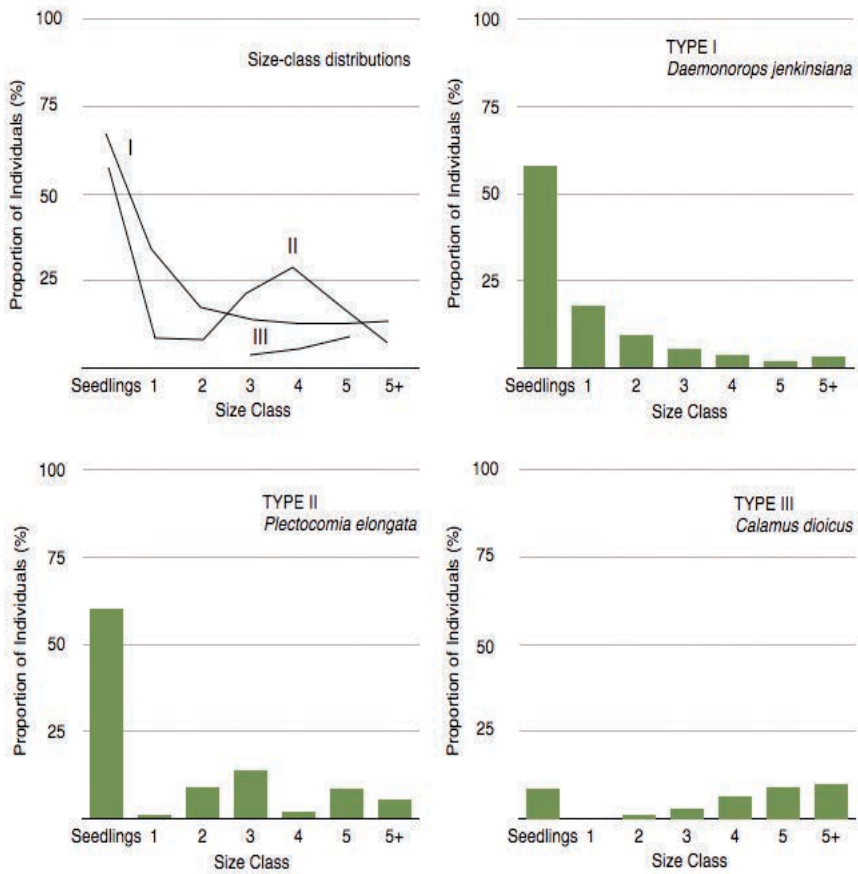 Proportion of Individuals (%)
100
75
50
25
Size-class distributions
I
II
III
Seedlings 1 2 3 4 5 5+
Size Class
Proportion of Individuals (%)
100
75
50
25
TYPE I
Daemonorops jenkinsiana
Seedlings 1 2 3 4 5 5+
Size Class
Proportion of Individuals (%)
100
75
50
25
TYPE II
Plectocomia elongata
Seedlings 1 2 3 4 5 5+
Size Class
Proportion of Individuals (%)
100
75
50
25
TYPE III
Calamus dioicus
Seedlings 1 2 3 4 5 5+
Size Class